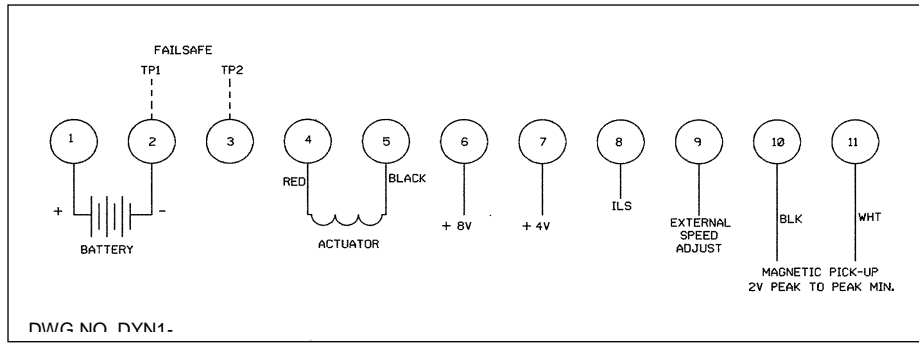 FAILSAFE
TP1 TP2
1 2 3 4 5 6 7 8 9 10 11
RED BLACK
+ -
BATTERY
ACTUATOR
+ 8V
+ 4V
ILS
EXTERNAL
SPEED
ADJUST
BLK
WHT
MAGNETIC PICK-UP
2V PEAK TO PEAK MIN.
DWG NO. DYN1-